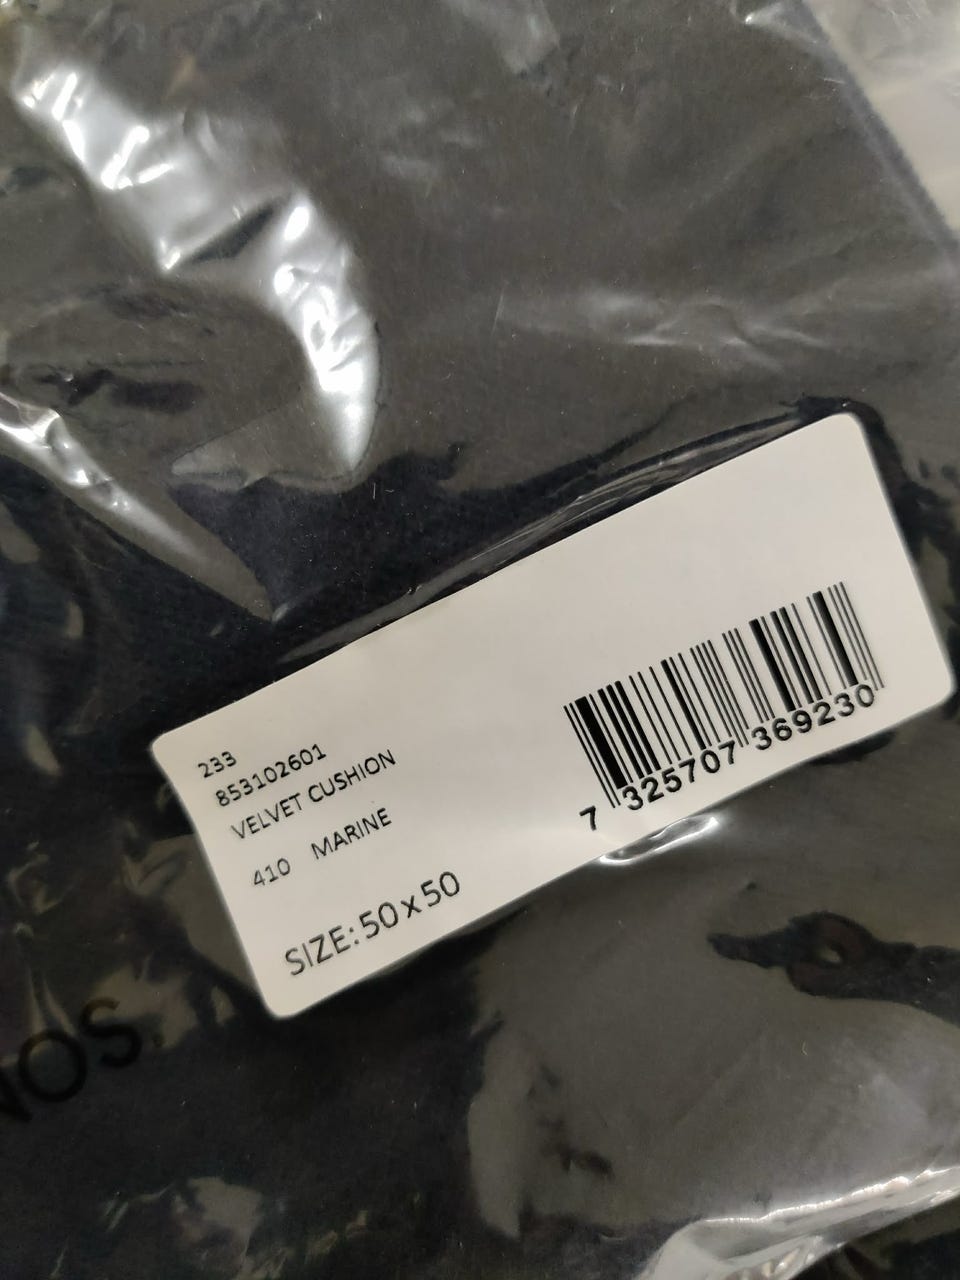 233
853102601
VELVET CUSHION
410 MARINE
SIZE: 50 x 50
7 325707 369230